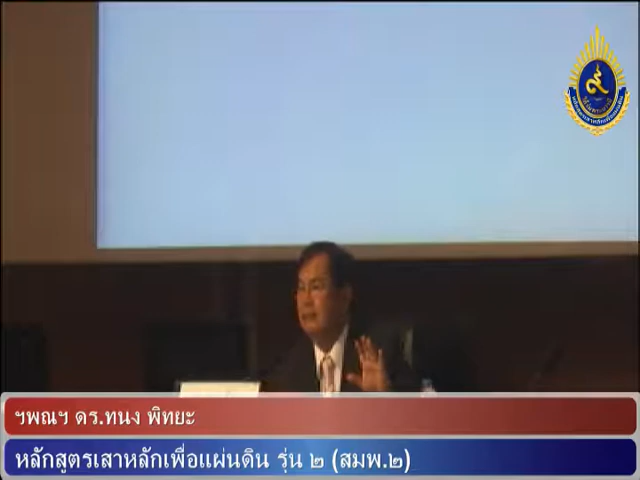 ๙
ฯพณฯ ดร.ทนง พิทยะ
หลักสูตรเสาหลักเพื่อแผ่นดิน รุ่น ๒ (สมพ.๒)